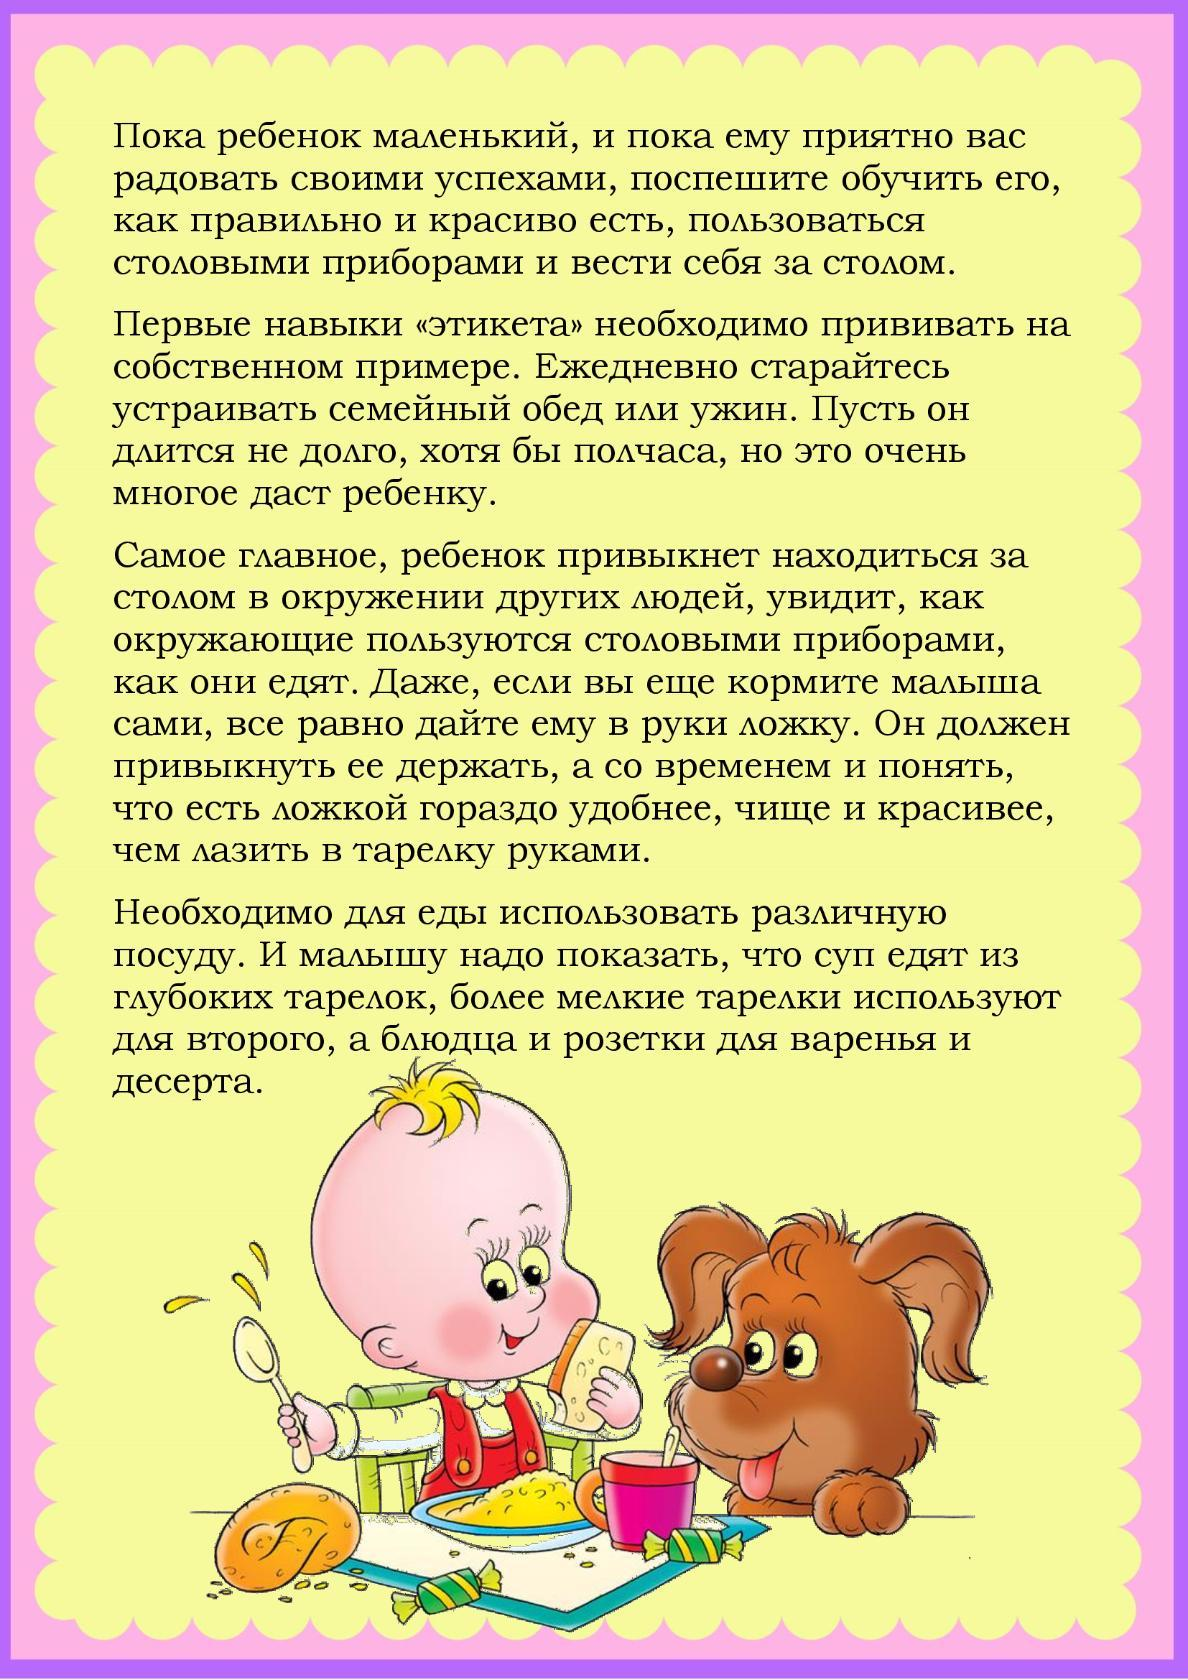 Пока ребенок маленький, и пока ему приятно вас
радовать своими успехами, поспешите обучить его,
как правильно и красиво есть, пользоваться
столовыми приборами и вести себя за столом.
Первые навыки «этикета» необходимо прививать на
собственном примере. Ежедневно старайтесь
устраивать семейный обед или ужин. Пусть он
длится не долго, хотя бы полчаса, но это очень
многое даст ребенку.
Самое главное, ребенок привыкнет находиться за
столом в окружении других людей, увидит, как
окружающие пользуются столовыми приборами,
как они едят. Даже, если вы еще кормите малыша
сами, все равно дайте ему в руки ложку. Он должен
привыкнуть ее держать, а со временем и понять,
что есть ложкой гораздо удобнее, чище и красивее,
чем лазить в тарелку руками.
Необходимо для еды использовать различную
посуду. И малышу надо показать, что суп едят из
глубоких тарелок, более мелкие тарелки используют
для второго, а блюдца и розетки для варенья и
десерта.